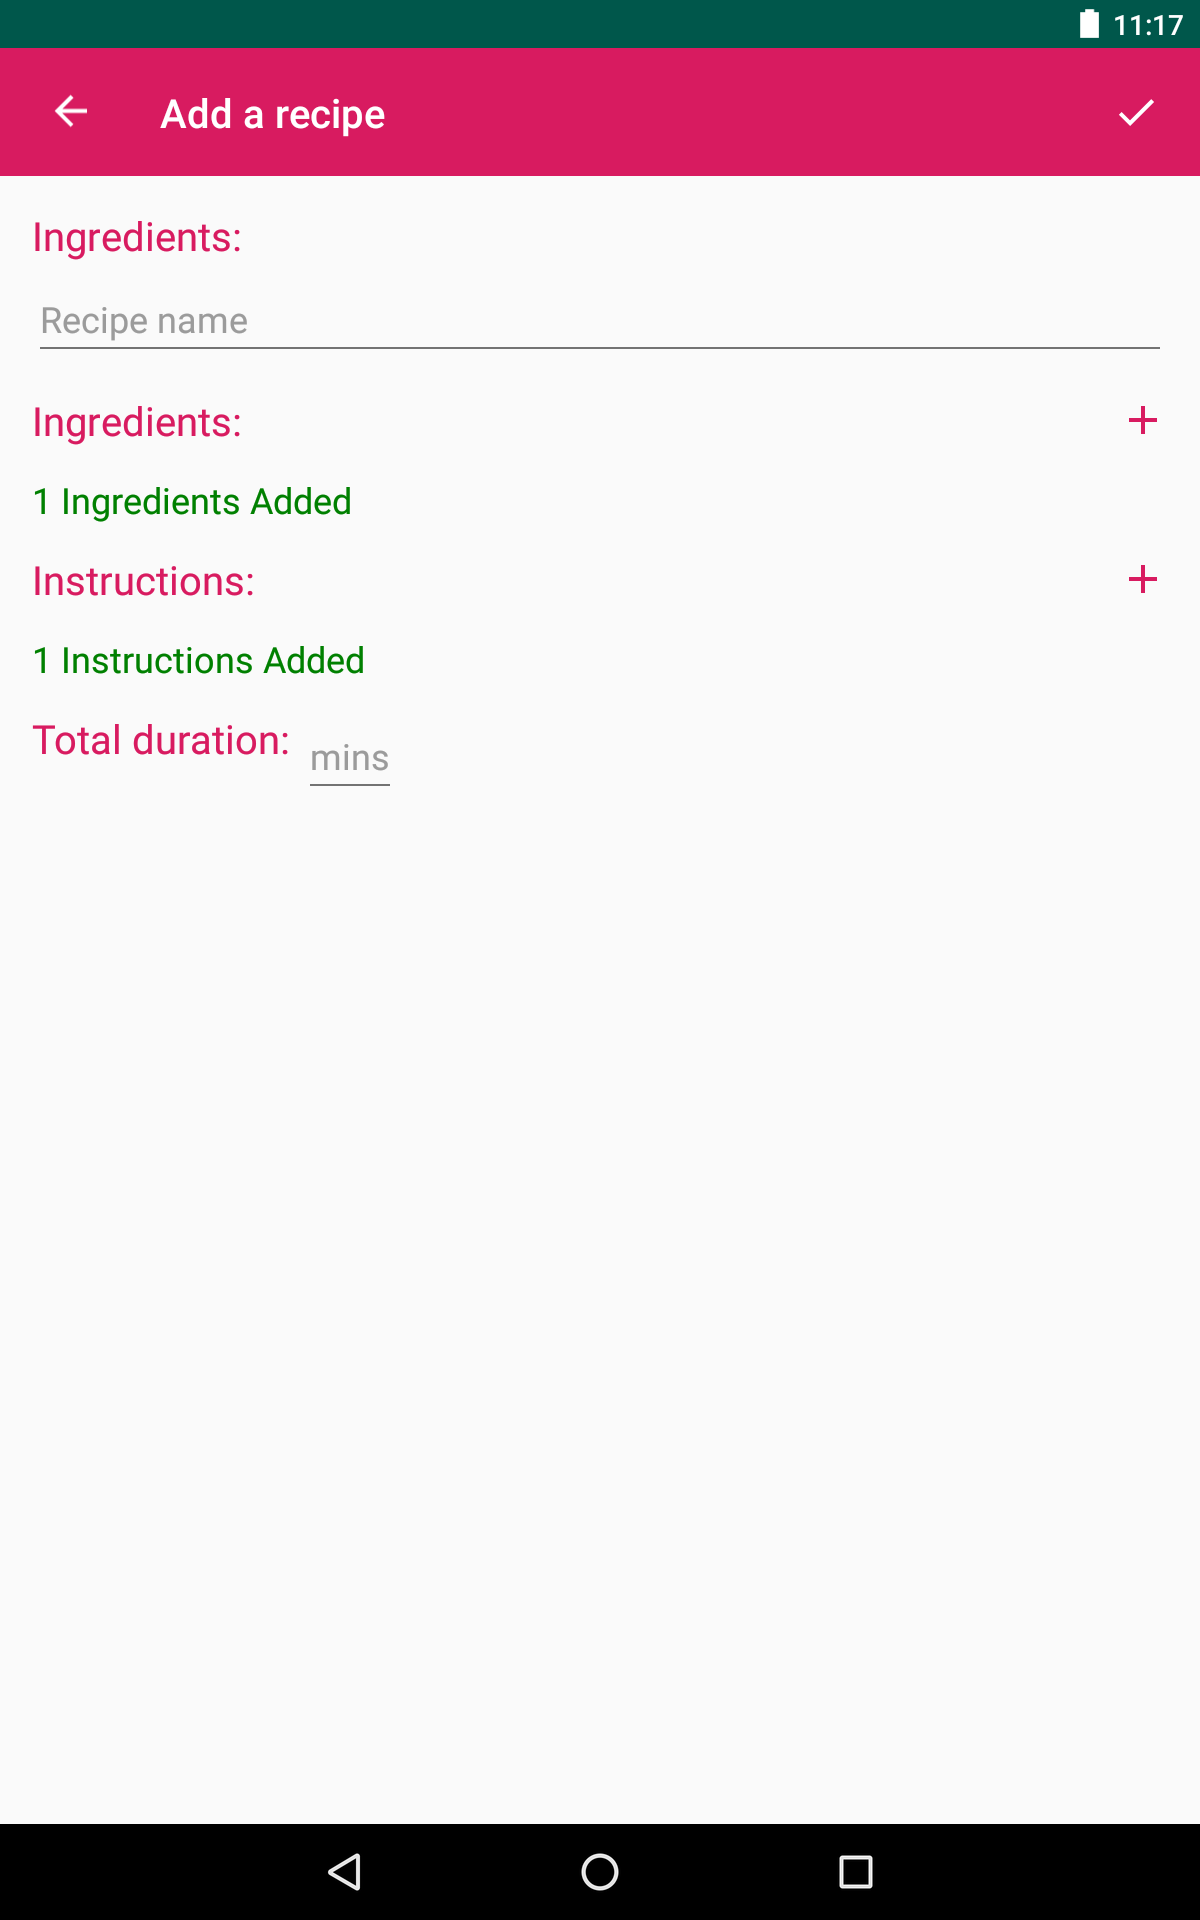 11:17
Add a recipe
Ingredients:
Recipe name
Ingredients:
1 Ingredients Added
Instructions:
1 Instructions Added
Total duration:
mins